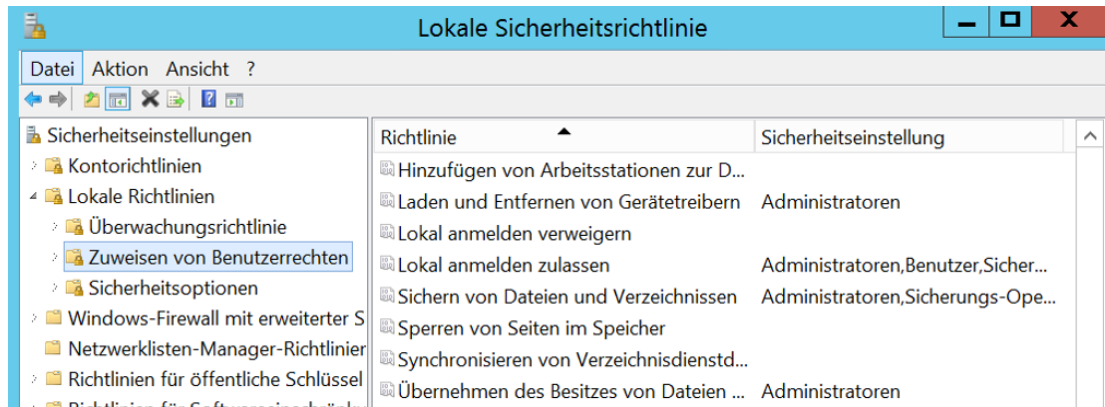 Lokale Sicherheitsrichtlinie
Datei Aktion Ansicht ?
Sicherheitseinstellungen
Kontorichtlinien
Lokale Richtlinien
Überwachungsrichtlinie
Zuweisen von Benutzerrechten
Sicherheitsoptionen
Windows-Firewall mit erweiterter S
Netzwerklisten-Manager-Richtlinier
Richtlinien für öffentliche Schlüssel
Richtlinie Sicherheitseinstellung
Hinzufügen von Arbeitsstationen zur D...
Laden und Entfernen von Gerätetreibern Administratoren
Lokal anmelden verweigern
Lokal anmelden zulassen Administratoren,Benutzer,Sicher...
Sichern von Dateien und Verzeichnissen Administratoren,Sicherungs-Ope...
Sperren von Seiten im Speicher
Synchronisieren von Verzeichnisdienstd...
Übernehmen des Besitzes von Dateien ... Administratoren